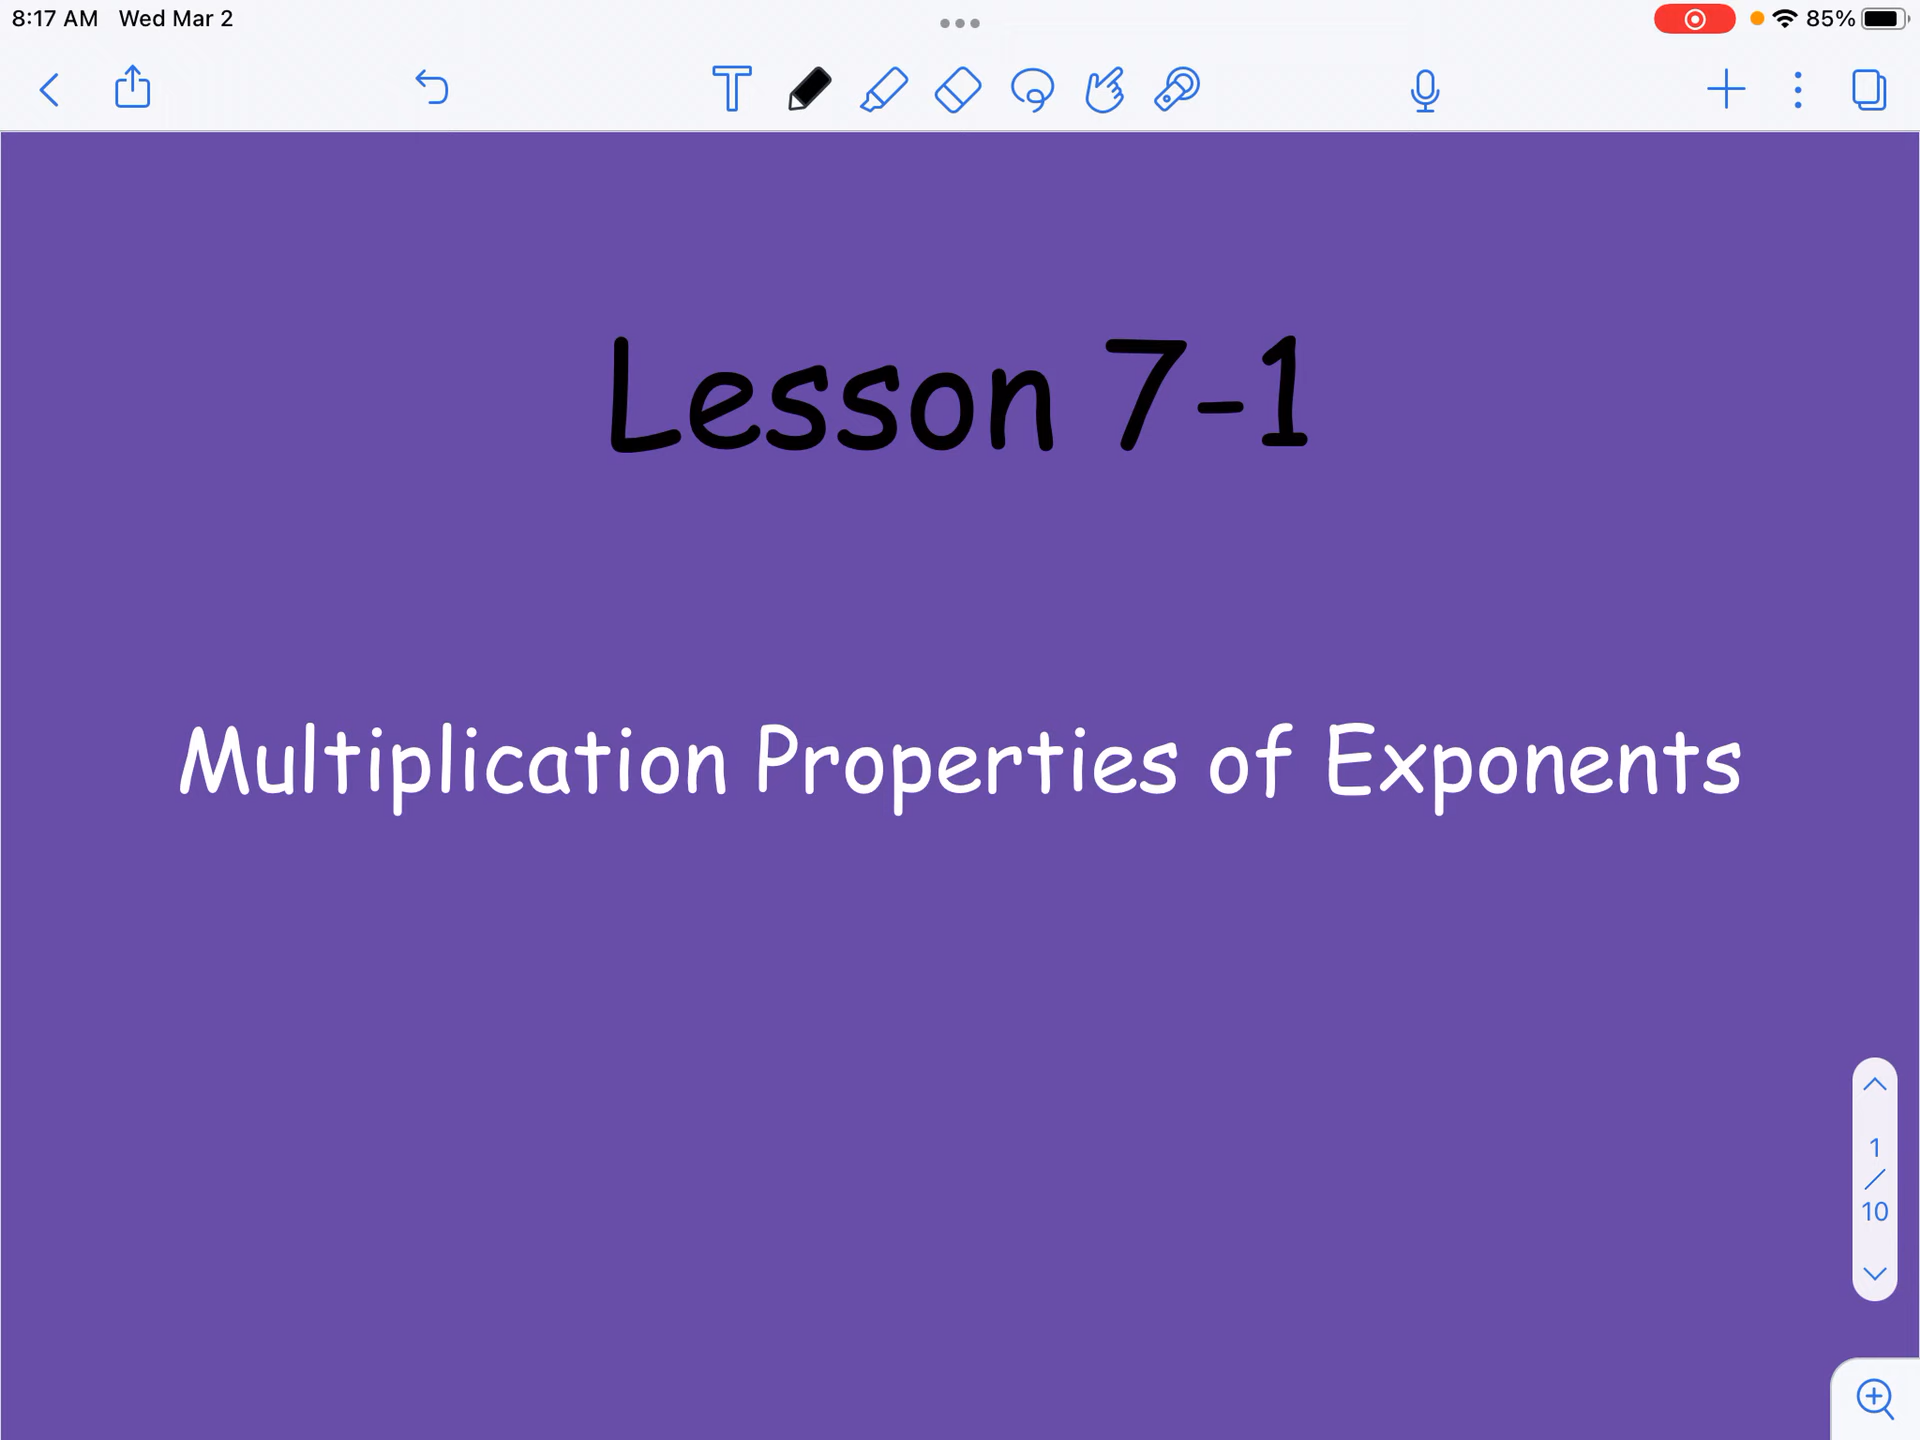 8:17 AM Wed Mar 2
85%
Lesson 7-1
Multiplication Properties of Exponents
1
/
10